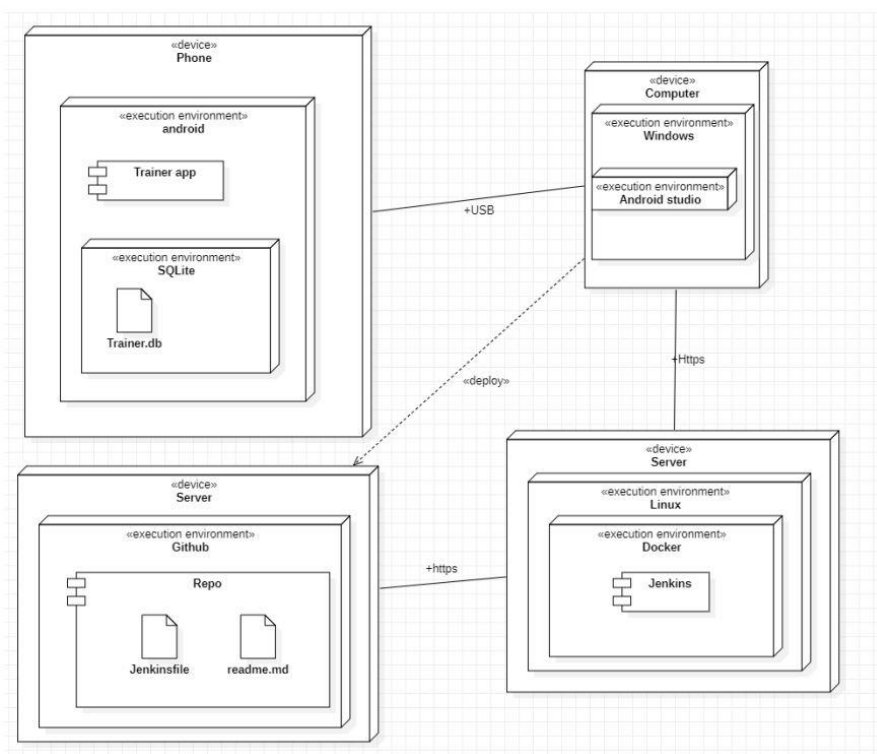 «device»
Phone
«execution environment»
android
Trainer app
«execution environment»
SQLite
Trainer.db
«device»
Computer
«execution environment»
Windows
«execution environment»
Android studio
+USB
«deploy»
+Https
«device»
Server
«execution environment»
Github
Repo
Jenkinsfile
readme.md
+https
«device»
Server
«execution environment»
Linux
«execution environment»
Docker
Jenkins